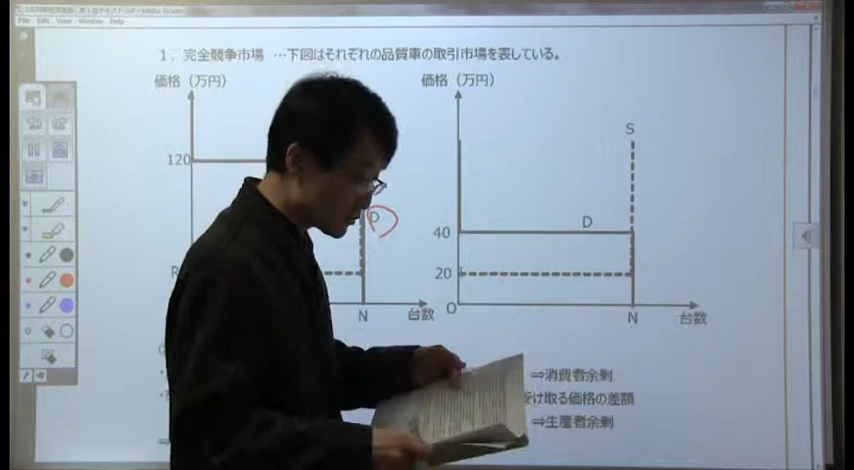 File Edit View Window Help
1. 完全競争市場 …下図はそれぞれの品質車の取引市場を表している。
価格（万円）
120
D
N
台数
価格（万円）
S
D
40
20
O
N
台数
⇒消費者余剰
受け取る価格の差額
⇒生産者余剰